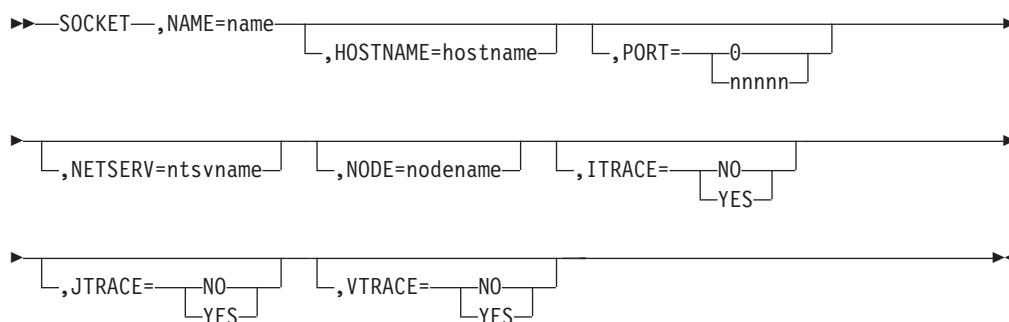 SOCKET ,NAME=name
,HOSTNAME=hostname ,PORT= 0
nnnnn
,NETSERV=ntsvname ,NODE=nodename ,ITRACE= NO
YES
,JTRACE= NO ,VTRACE= NO
YES YES